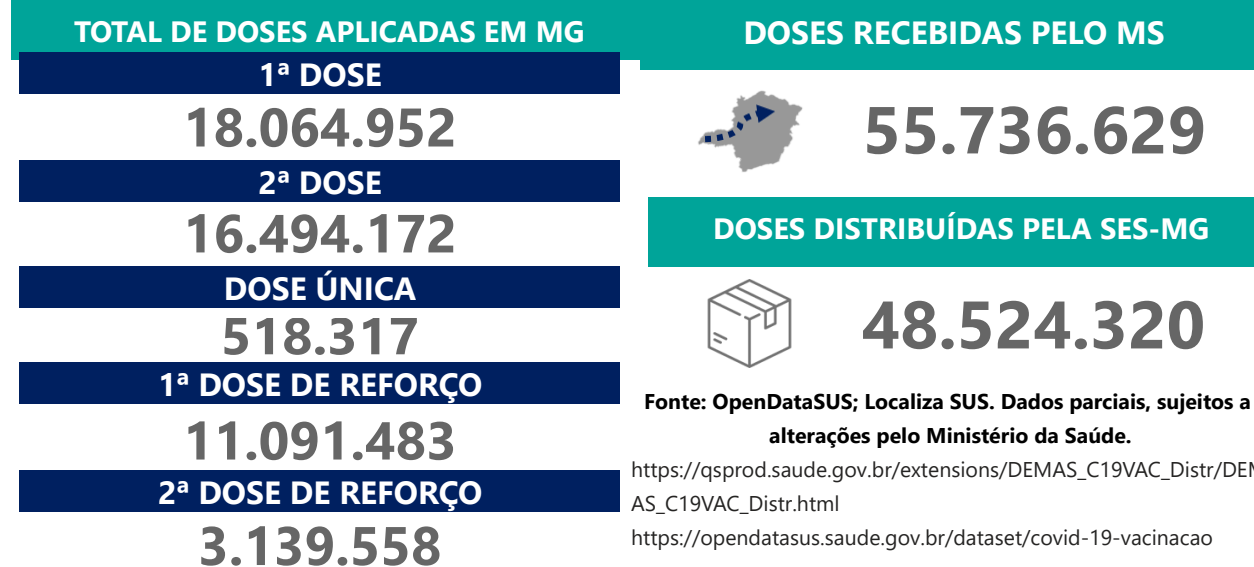 TOTAL DE DOSES APLICADAS EM MG
1ª DOSE
18.064.952
2ª DOSE
16.494.172
DOSE ÚNICA
518.317
1ª DOSE DE REFORÇO
11.091.483
2ª DOSE DE REFORÇO
3.139.558
DOSES RECEBIDAS PELO MS
55.736.629
DOSES DISTRIBUÍDAS PELA SES-MG
48.524.320
Fonte: OpenDataSUS; Localiza SUS. Dados parciais, sujeitos a
alterações pelo Ministério da Saúde.
https://qsprod.saude.gov.br/extensions/DEMAS_C19VAC_Distr/DEM
AS_C19VAC_Distr.html
https://opendatasus.saude.gov.br/dataset/covid-19-vacinacao